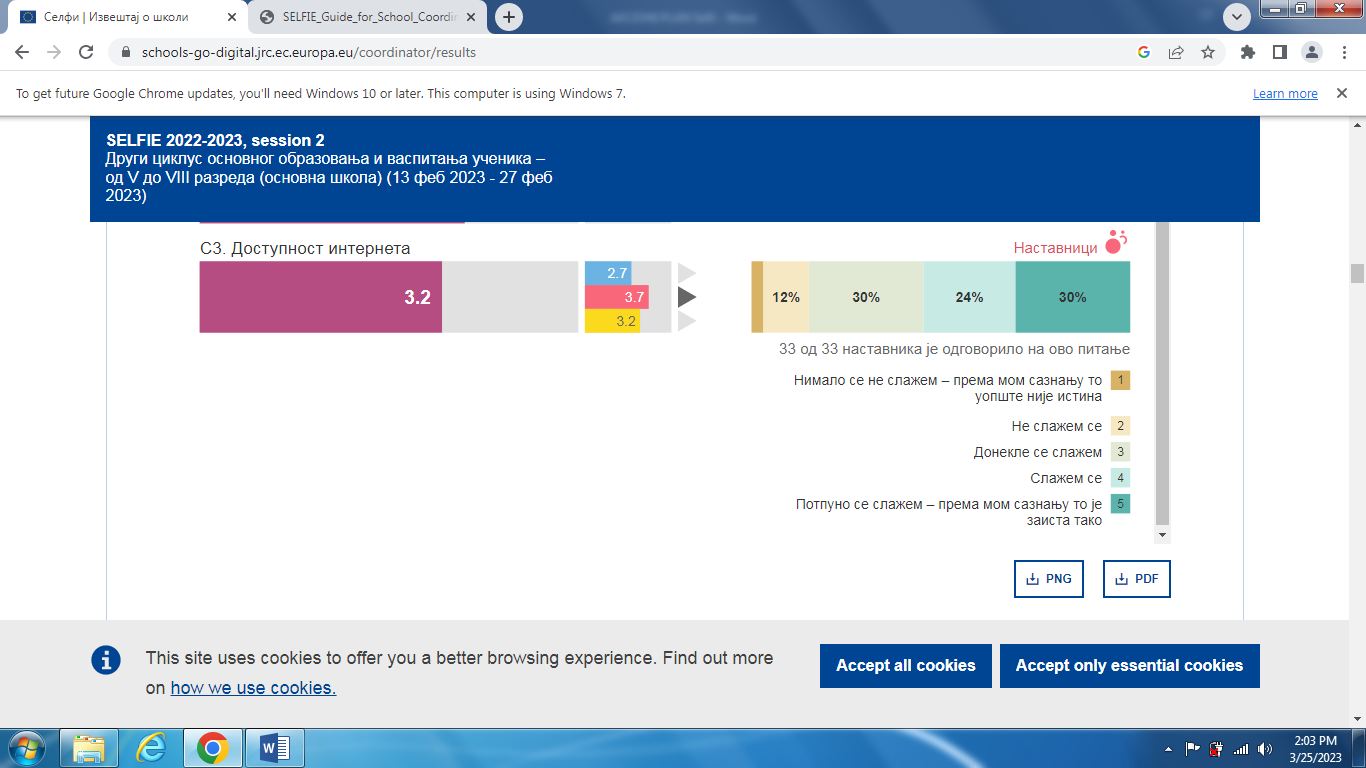 Селфи | Извештај о школи
SELFIE_Guide_for_School_Coordin
schools-go-digital.jrc.ec.europa.eu/coordinator/results
To get future Google Chrome updates, you'll need Windows 10 or later. This computer is using Windows 7.
Learn more
SELFIE 2022-2023, session 2
Други циклус основног образовања и васпитања ученика –
од V до VIII разреда (основна школа) (13 феб 2023 - 27 феб
2023)
C3. Доступност интернета
Наставници
3.2
2.7
3.7
3.2
12% 30% 24% 30%
33 од 33 наставника је одговорило на ово питање
Нимало се не слажем – према мом сазнању то
уопште није истина
1
Не слажем се 2
Донекле се слажем 3
Слажем се 4
Потпуно се слажем – према мом сазнању то је
заиста тако
5
PNG PDF
This site uses cookies to offer you a better browsing experience. Find out more
on how we use cookies.
Accept all cookies Accept only essential cookies
2:03 PM
3/25/2023